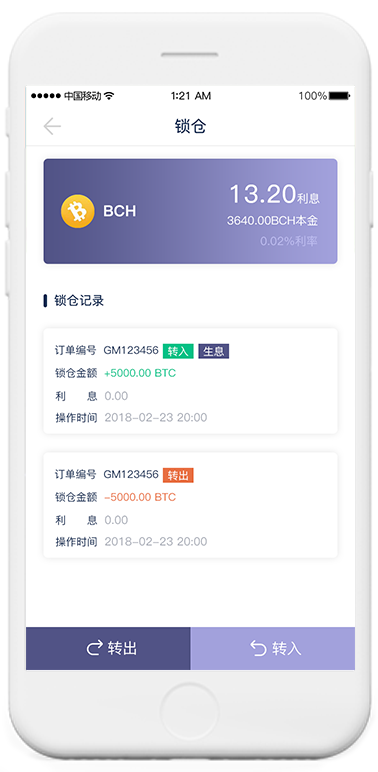 中国移动 1:21 AM 100%
锁仓
BCH 13.20利息
3640.00BCH本金
0.02%利率
锁仓记录
订单编号 GM123456 转入 生息
锁仓金额 +5000.00 BTC
利 息 0.00
操作时间 2018-02-23 20:00
订单编号 GM123456 转出
锁仓金额 -5000.00 BTC
利 息 0.00
操作时间 2018-02-23 20:00
转出 转入